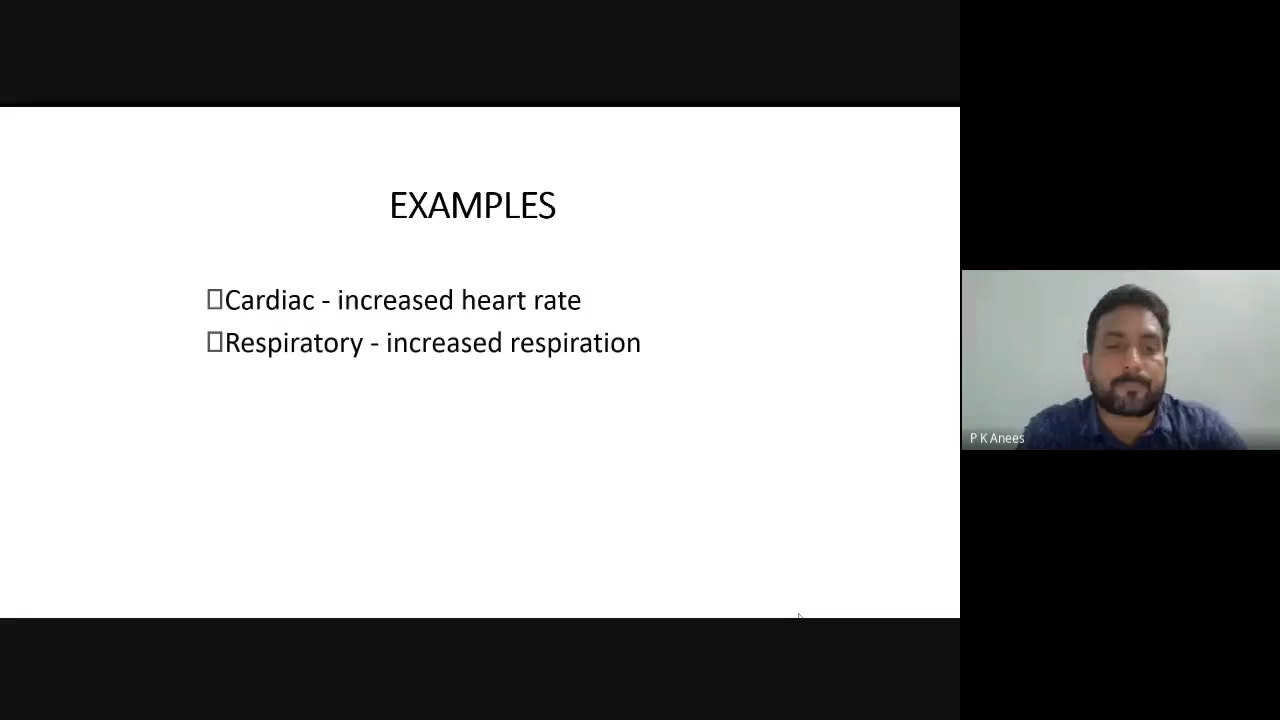 EXAMPLES
Cardiac - increased heart rate
Respiratory - increased respiration
P K Anees